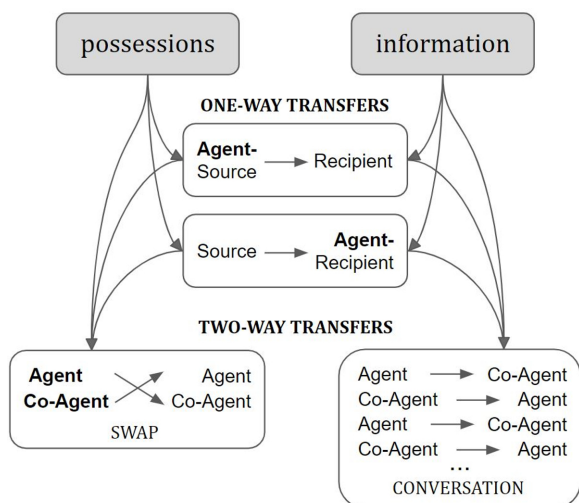 possessions
information
ONE-WAY TRANSFERS
Agent-
Source
Recipient
Source
Agent-
Recipient
TWO-WAY TRANSFERS
Agent Agent
Co-Agent Co-Agent
SWAP
Agent Co-Agent
Co-Agent Agent
Agent Co-Agent
Co-Agent Agent
...
CONVERSATION